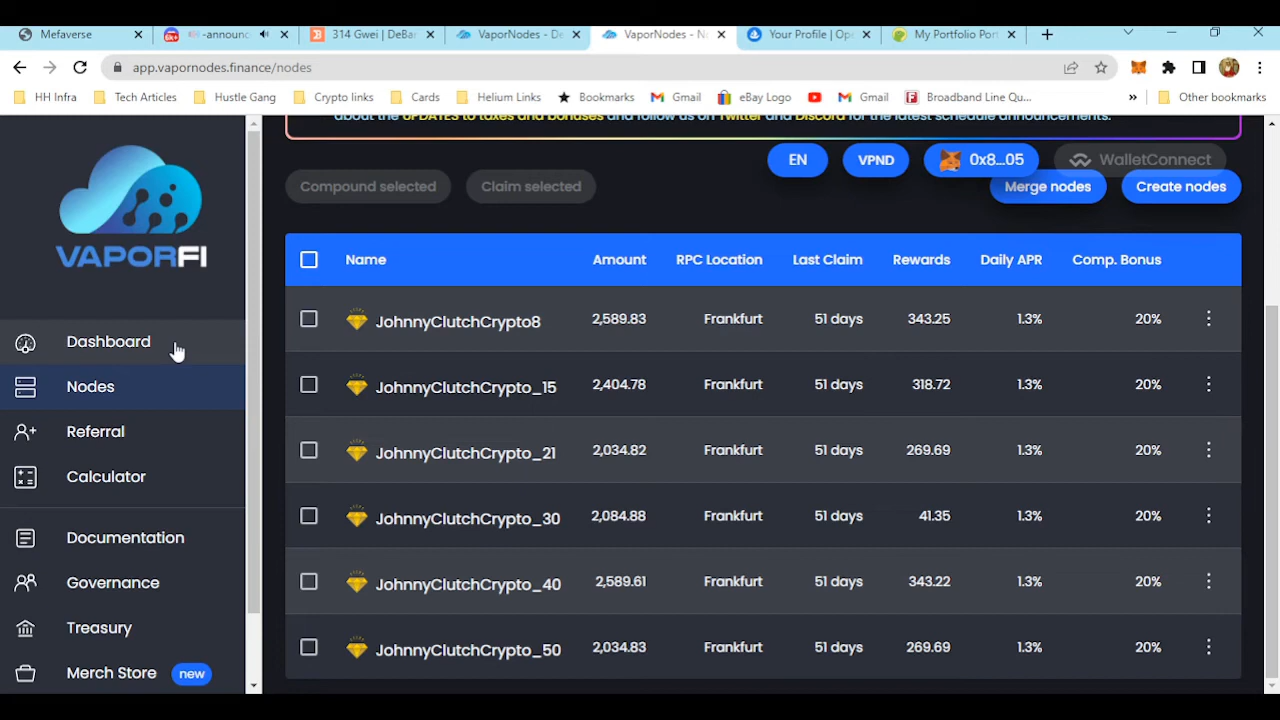 Mefaverse
-announc
314 Gwei | DeBa
VaporNodes - De
VaporNodes - N
Your Profile | Ope
My Portfolio Por
app.vapornodes.finance/nodes
HH Infra Tech Articles Hustle Gang Crypto links Cards Helium Links Bookmarks Gmail eBay Logo Gmail Broadband Line Qu... » Other bookmarks
about the UPDATES to taxes and bonuses and follow us on Twitter and Discord for the latest schedule announcements.
EN VPND 0x8...05 WalletConnect
Compound selected Claim selected Merge nodes Create nodes
VAPORFI
Dashboard
Nodes
Referral
Calculator
Documentation
Governance
Treasury
Merch Store new
Name Amount RPC Location Last Claim Rewards Daily APR Comp. Bonus
JohnnyClutchCrypto8 2,589.83 Frankfurt 51 days 343.25 1.3% 20%
JohnnyClutchCrypto_15 2,404.78 Frankfurt 51 days 318.72 1.3% 20%
JohnnyClutchCrypto_21 2,034.82 Frankfurt 51 days 269.69 1.3% 20%
JohnnyClutchCrypto_30 2,084.88 Frankfurt 51 days 41.35 1.3% 20%
JohnnyClutchCrypto_40 2,589.61 Frankfurt 51 days 343.22 1.3% 20%
JohnnyClutchCrypto_50 2,034.83 Frankfurt 51 days 269.69 1.3% 20%